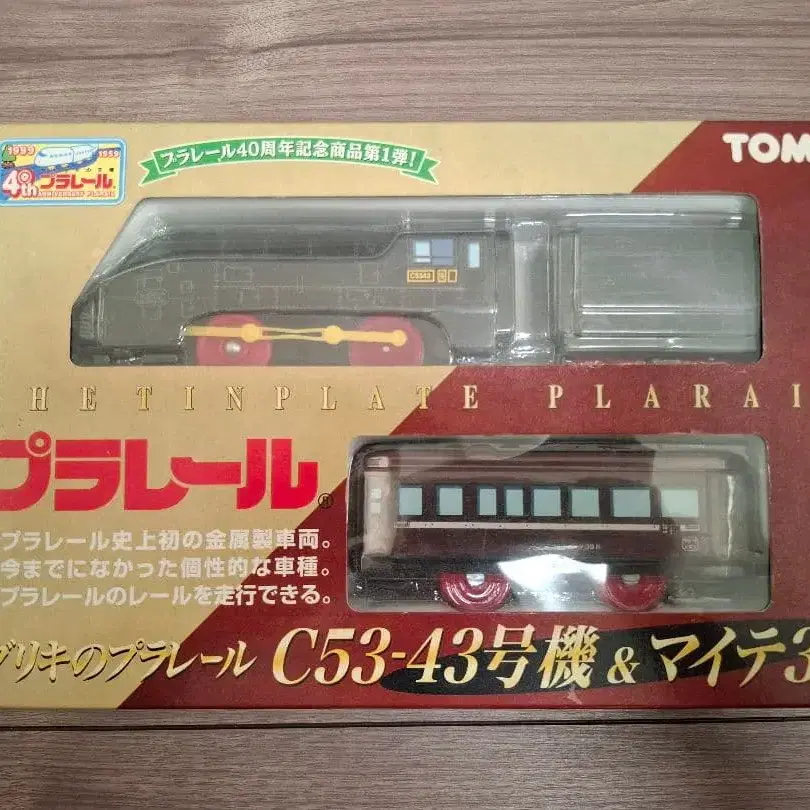 1999 1959
40th プラレール
ANNIVERSARY PLARAIL
プラレール40周年記念商品第1弾!
TOM
C5343
HE TINPLATE PLARAI
プラレール®
プラレール史上初の金属製車両。
今までになかった個性的な車種。
プラレールのレールを走行できる。
ブリキのプラレール C53-43号機 & マイテ3